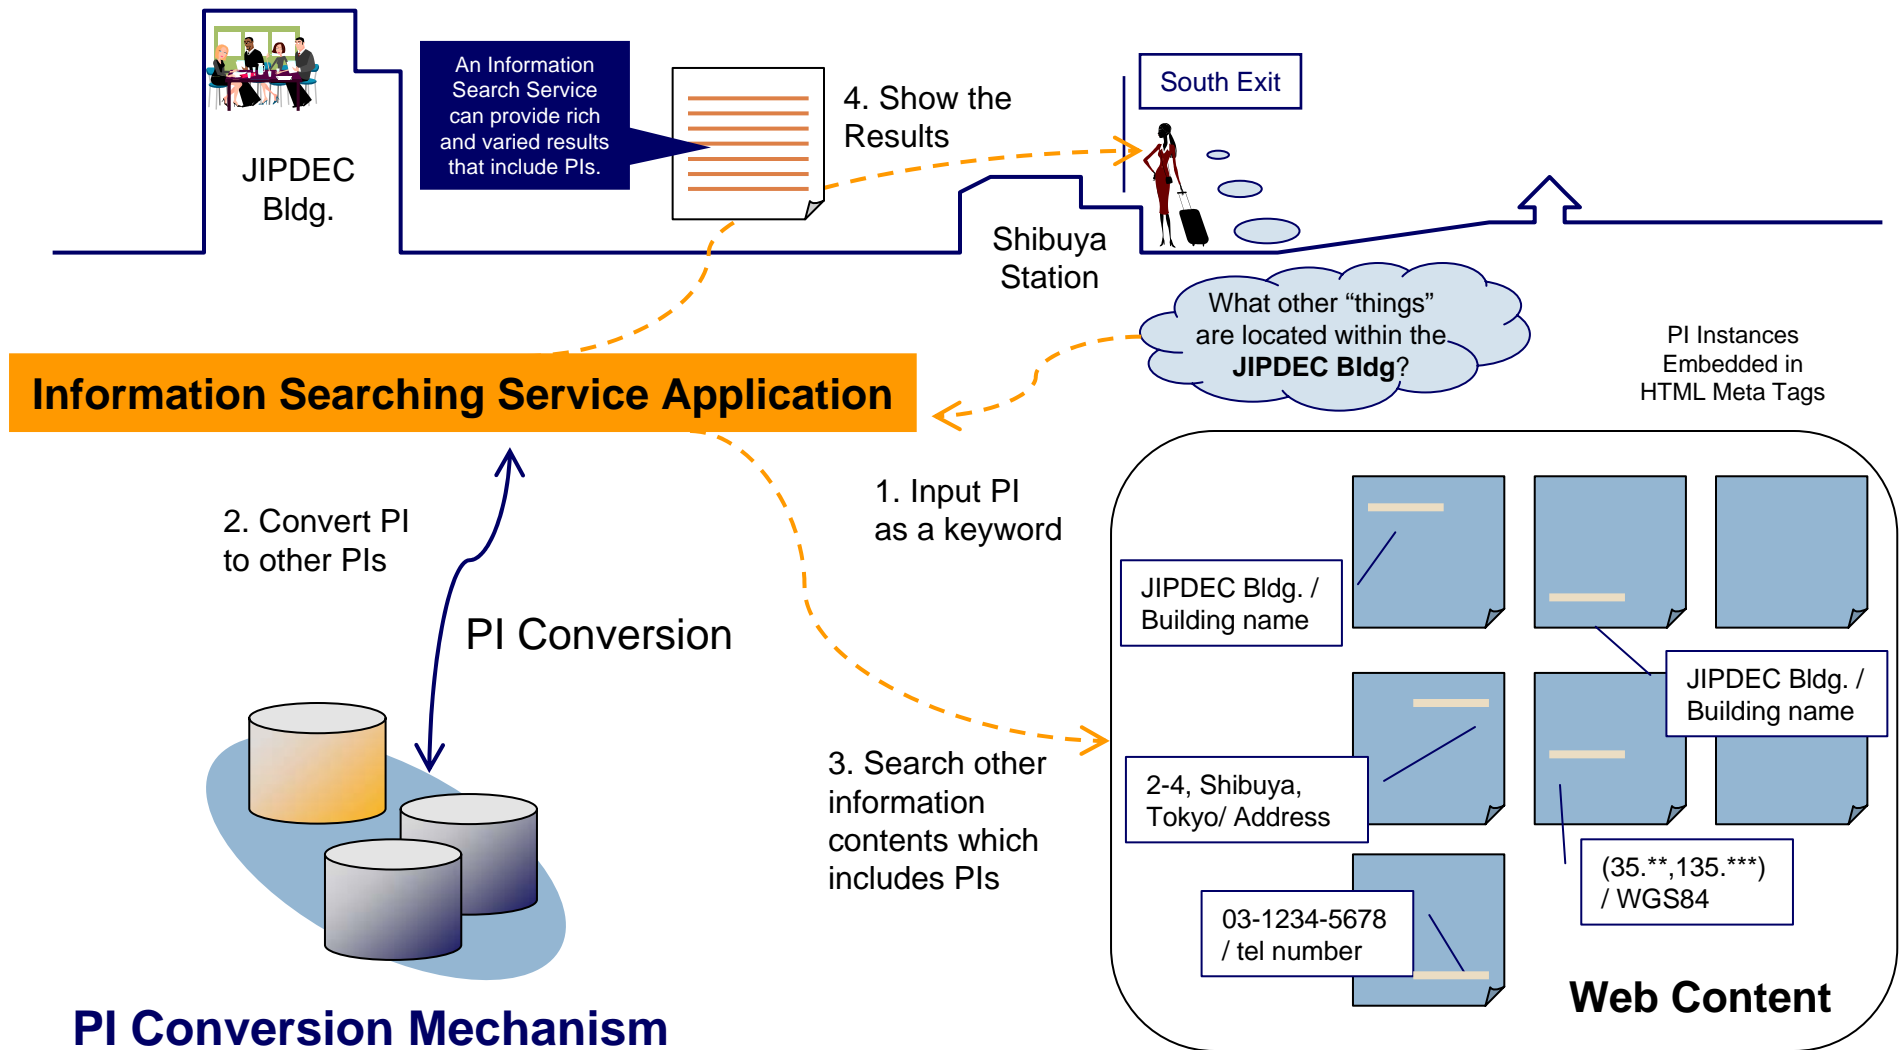 An Information
Search Service
can provide rich
and varied results
that include PIs.
4. Show the
Results
South Exit
JIPDEC
Bldg.
Shibuya
Station
What other “things”
are located within the
JIPDEC Bldg?
PI Instances
Embedded in
HTML Meta Tags
Information Searching Service Application
1. Input PI
as a keyword
2. Convert PI
to other PIs
PI Conversion
JIPDEC Bldg. /
Building name
JIPDEC Bldg. /
Building name
3. Search other
information
contents which
includes PIs
2-4, Shibuya,
Tokyo/ Address
(35.**,135.***)
/ WGS84
03-1234-5678
/ tel number
Web Content
PI Conversion Mechanism